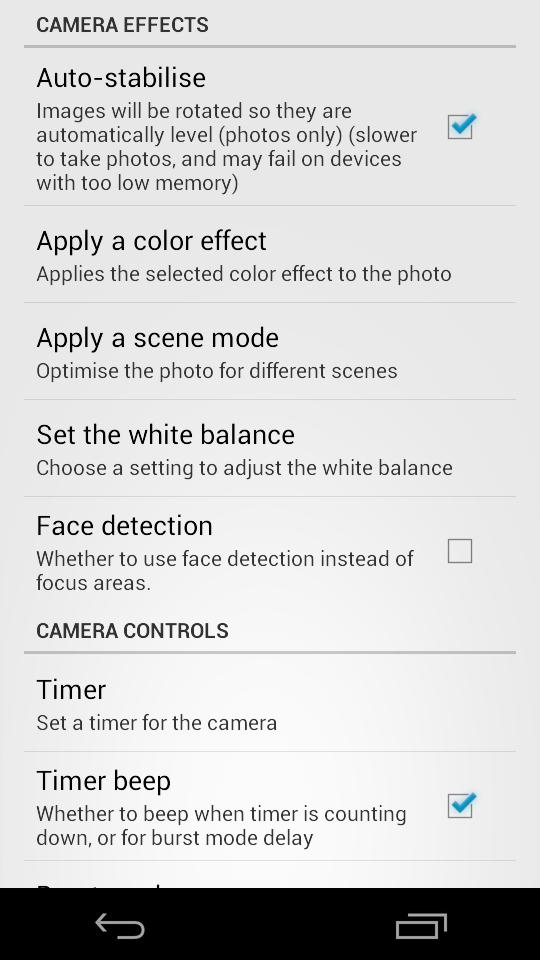 CAMERA EFFECTS
Auto-stabilise
Images will be rotated so they are
automatically level (photos only) (slower
to take photos, and may fail on devices
with too low memory)
Apply a color effect
Applies the selected color effect to the photo
Apply a scene mode
Optimise the photo for different scenes
Set the white balance
Choose a setting to adjust the white balance
Face detection
Whether to use face detection instead of
focus areas.
CAMERA CONTROLS
Timer
Set a timer for the camera
Timer beep
Whether to beep when timer is counting
down, or for burst mode delay